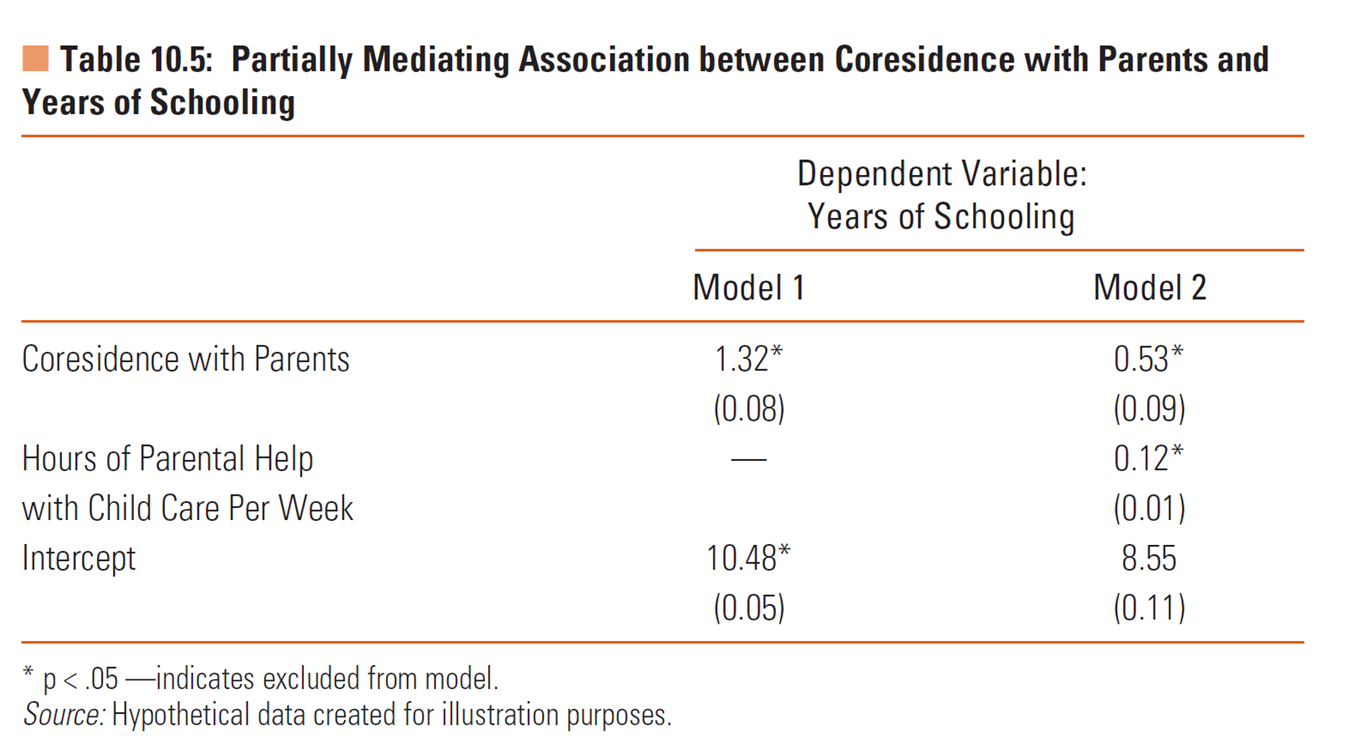 Table 10.5: Partially Mediating Association between Coresidence with Parents and
Years of Schooling
Dependent Variable:
Years of Schooling
Model 1 Model 2
Coresidence with Parents 1.32* 0.53*
(0.08) (0.09)
Hours of Parental Help — 0.12*
with Child Care Per Week (0.01)
Intercept 10.48* 8.55
(0.05) (0.11)
* p < .05 —indicates excluded from model.
Source: Hypothetical data created for illustration purposes.